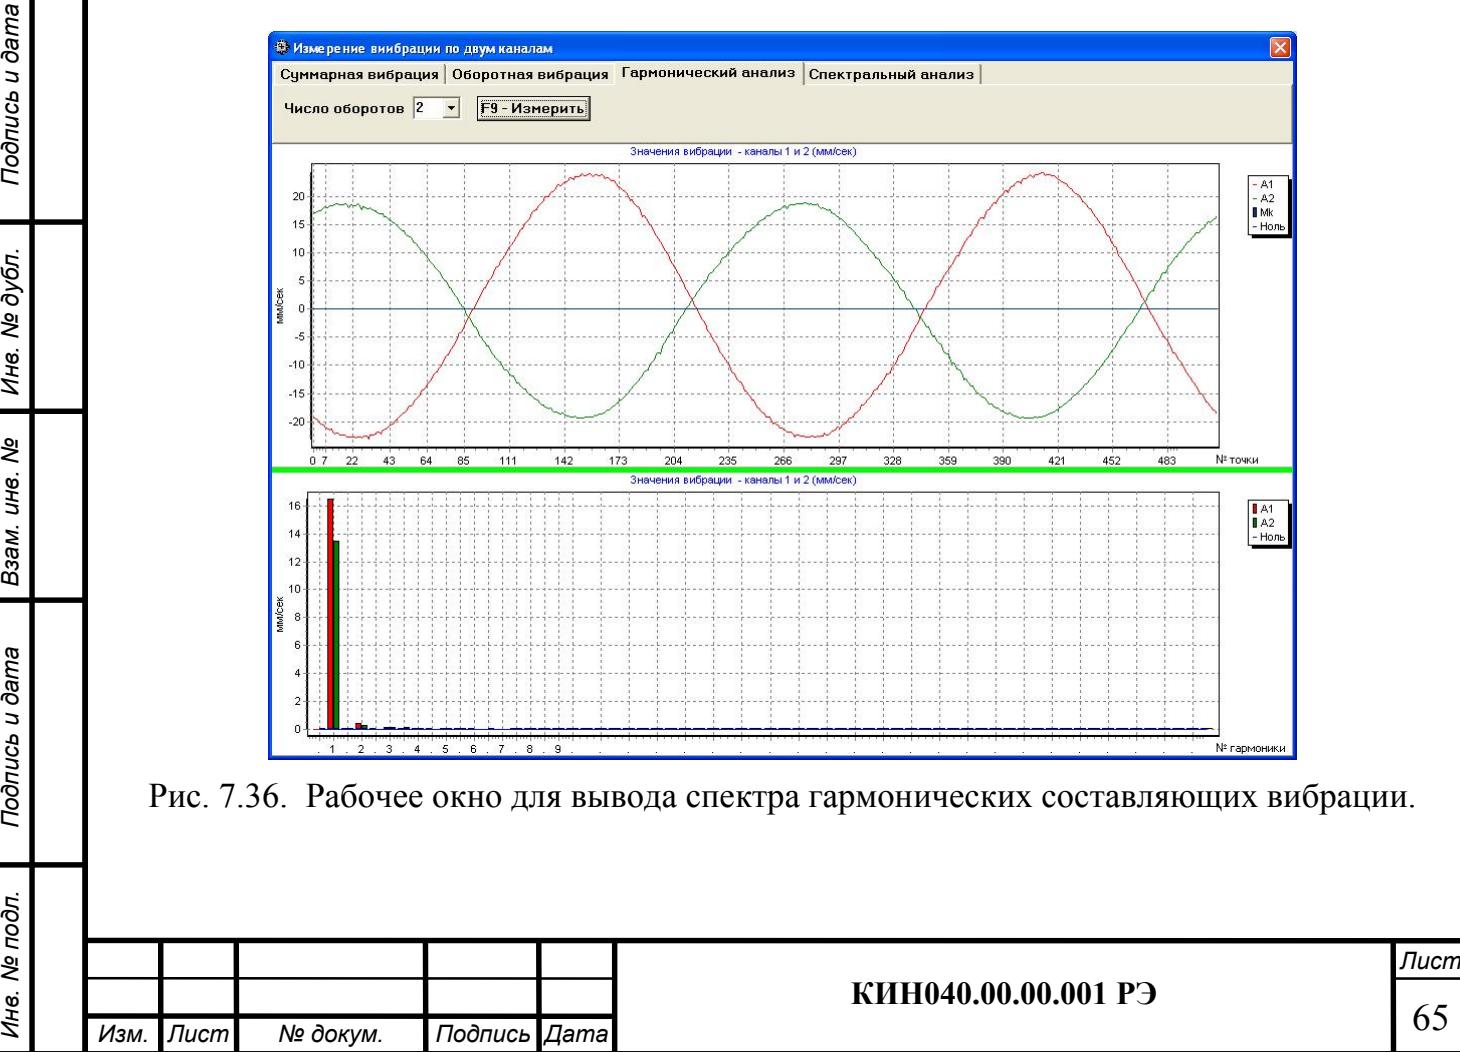 Измерение виибрации по двум каналам
Суммарная вибрация Оборотная вибрация Гармонический анализ Спектральный анализ
Число оборотов 2 F9 - Измерить
Значения вибрации - каналы 1 и 2 (мм/сек)
20
15
10
5
0
-5
-10
-15
-20
мм/сек
A1
A2
Mk
Ноль
0 7 22 43 64 85 111 142 173 204 235 266 297 328 359 390 421 452 483 № точки
Значения вибрации - каналы 1 и 2 (мм/сек)
16
14
12
10
8
6
4
2
0
мм/сек
A1
A2
Ноль
. 1 . 2 . 3 . 4 . 5 . 6 . 7 . 8 . 9 . . . . . . . . . . . . № гармоники
Рис. 7.36. Рабочее окно для вывода спектра гармонических составляющих вибрации.
Подпись и дата
Инв. № дубл.
Взам. инв. №
Подпись и дата
Инв. № подл.
Изм. Лист № докум. Подпись Дата
КИН040.00.00.001 РЭ
Лист
65